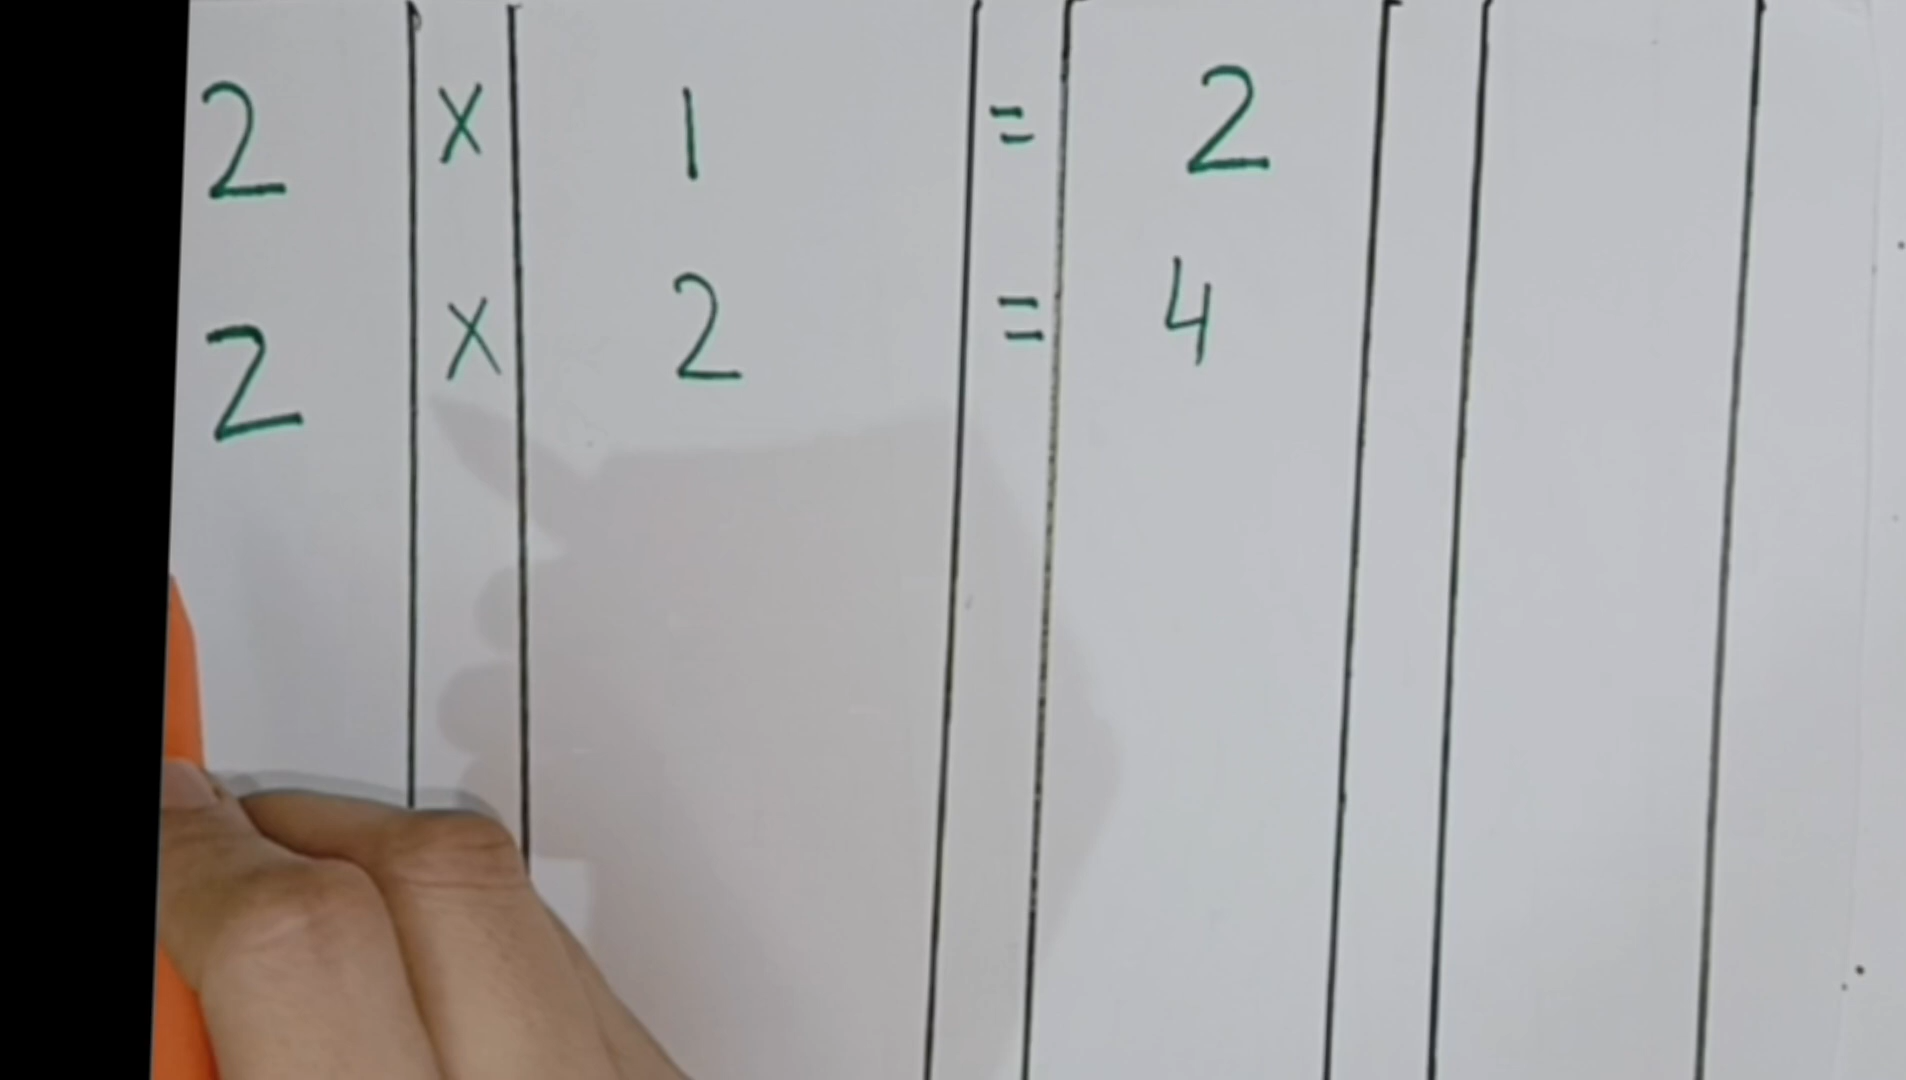 2 x 1 = 2
2 x 2 = 4